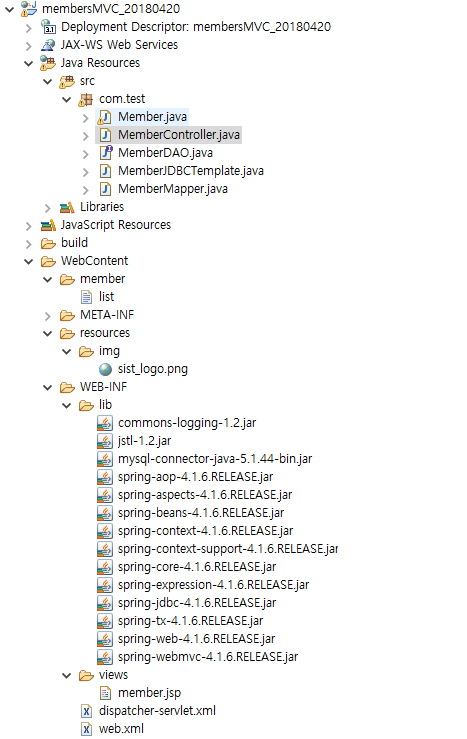 membersMVC_20180420
Deployment Descriptor: membersMVC_20180420
JAX-WS Web Services
Java Resources
src
com.test
Member.java
MemberController.java
MemberDAO.java
MemberJDBCTemplate.java
MemberMapper.java
Libraries
JavaScript Resources
build
WebContent
member
list
META-INF
resources
img
sist_logo.png
WEB-INF
lib
commons-logging-1.2.jar
jstl-1.2.jar
mysql-connector-java-5.1.44-bin.jar
spring-aop-4.1.6.RELEASE.jar
spring-aspects-4.1.6.RELEASE.jar
spring-beans-4.1.6.RELEASE.jar
spring-context-4.1.6.RELEASE.jar
spring-context-support-4.1.6.RELEASE.jar
spring-core-4.1.6.RELEASE.jar
spring-expression-4.1.6.RELEASE.jar
spring-jdbc-4.1.6.RELEASE.jar
spring-tx-4.1.6.RELEASE.jar
spring-web-4.1.6.RELEASE.jar
spring-webmvc-4.1.6.RELEASE.jar
views
member.jsp
dispatcher-servlet.xml
web.xml